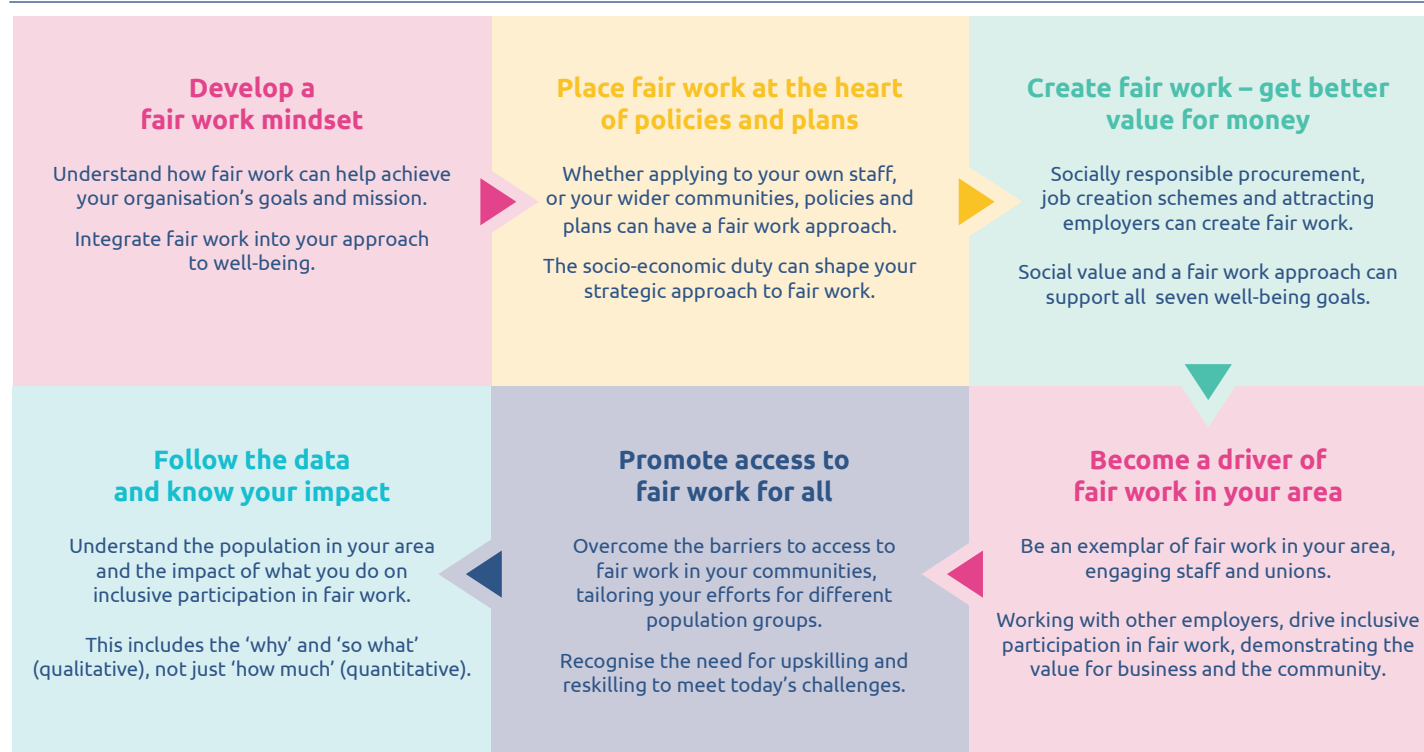 Develop a
fair work mindset
Understand how fair work can help achieve
your organisation’s goals and mission.
Integrate fair work into your approach
to well-being.
Place fair work at the heart
of policies and plans
Whether applying to your own staff,
or your wider communities, policies and
plans can have a fair work approach.
The socio-economic duty can shape your
strategic approach to fair work.
Create fair work – get better
value for money
Socially responsible procurement,
job creation schemes and attracting
employers can create fair work.
Social value and a fair work approach can
support all  seven well-being goals.
Become a driver of
fair work in your area
Be an exemplar of fair work in your area,
engaging staff and unions.
Working with other employers, drive inclusive
participation in fair work, demonstrating the
value for business and the community.
Promote access to
fair work for all
Overcome the barriers to access to
fair work in your communities,
tailoring your efforts for different
population groups.
Recognise the need for upskilling and
reskilling to meet today’s challenges.
Follow the data
and know your impact
Understand the population in your area
and the impact of what you do on
inclusive participation in fair work.
This includes the ‘why’ and ‘so what’
(qualitative), not just ‘how much’ (quantitative).